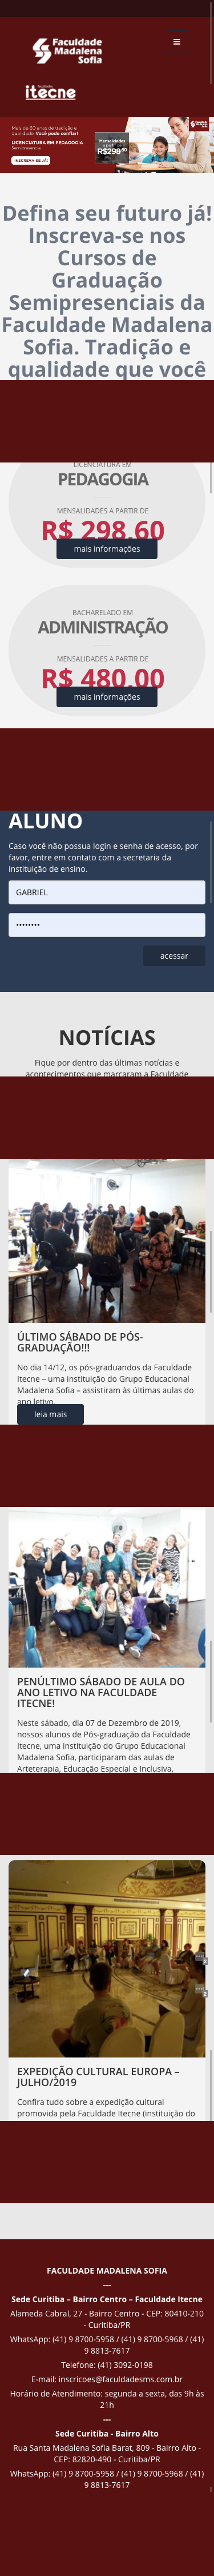 Faculdade
Madalena
Sofia
itecne
Mais de 69 anos de tradição e
qualidade. Você pode confiar!
LICENCIATURA EM PEDAGOGIA
Semipresencial
INSCREVA-SE JÁ!
R$298,60
Defina seu futuro já!
Inscreva-se nos
Cursos de
Graduação
Semipresenciais da
Faculdade Madalena
Sofia. Tradição e
qualidade que você
LICENCIATURA EM
PEDAGOGIA
MENSALIDADES A PARTIR DE
R$ 298,60
mais informações
BACHARELADO EM
ADMINISTRAÇÃO
MENSALIDADES A PARTIR DE
R$ 480,00
mais informações
ALUNO
Caso você não possua login e senha de acesso, por
favor, entre em contato com a secretaria da
instituição de ensino.
GABRIEL
••••••••
acessar
NOTÍCIAS
Fique por dentro das últimas notícias e
acontecimentos que marcaram a Faculdade
ÚLTIMO SÁBADO DE PÓS-
GRADUAÇÃO!!!
No dia 14/12, os pós-graduandos da Faculdade
Itecne – uma instituição do Grupo Educacional
Madalena Sofia – assistiram às últimas aulas do
ano letivo
leia mais
PENÚLTIMO SÁBADO DE AULA DO
ANO LETIVO NA FACULDADE
ITECNE!
Neste sábado, dia 07 de Dezembro de 2019,
nossos alunos de Pós-graduação da Faculdade
Itecne, uma instituição do Grupo Educacional
Madalena Sofia, participaram das aulas de
Arteterapia, Educação Especial e Inclusiva,
EXPEDIÇÃO CULTURAL EUROPA –
JULHO/2019
Confira tudo sobre a expedição cultural
promovida pela Faculdade Itecne (instituição do
FACULDADE MADALENA SOFIA
---
Sede Curitiba – Bairro Centro – Faculdade Itecne
Alameda Cabral, 27 - Bairro Centro - CEP: 80410-210
- Curitiba/PR
WhatsApp: (41) 9 8700-5958 / (41) 9 8700-5968 / (41)
9 8813-7617
Telefone: (41) 3092-0198
E-mail: inscricoes@faculdadesms.com.br
Horário de Atendimento: segunda a sexta, das 9h às
21h
---
Sede Curitiba - Bairro Alto
Rua Santa Madalena Sofia Barat, 809 - Bairro Alto -
CEP: 82820-490 - Curitiba/PR
WhatsApp: (41) 9 8700-5958 / (41) 9 8700-5968 / (41)
9 8813-7617